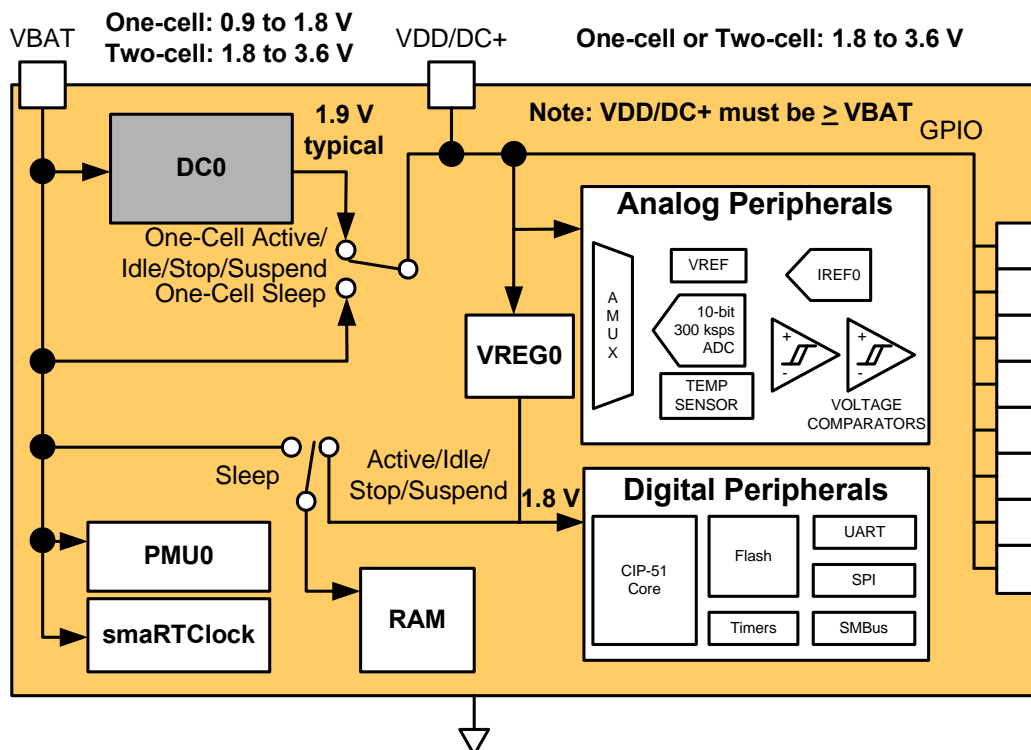 One-cell: 0.9 to 1.8 V
Two-cell: 1.8 to 3.6 V
VBAT
VDD/DC+
One-cell or Two-cell: 1.8 to 3.6 V
Note: VDD/DC+ must be ≥ VBAT
GPIO
1.9 V
typical
DC0
One-Cell Active/
Idle/Stop/Suspend
One-Cell Sleep
Analog Peripherals
VREF
IREF0
A
M
U
X
10-bit
300 ksps
ADC
+
-
+
-
TEMP
SENSOR
VOLTAGE
COMPARATORS
VREG0
Sleep
Active/Idle/
Stop/Suspend
1.8 V
Digital Peripherals
CIP-51
Core
Flash
UART
SPI
Timers
SMBus
PMU0
smaRTClock
RAM